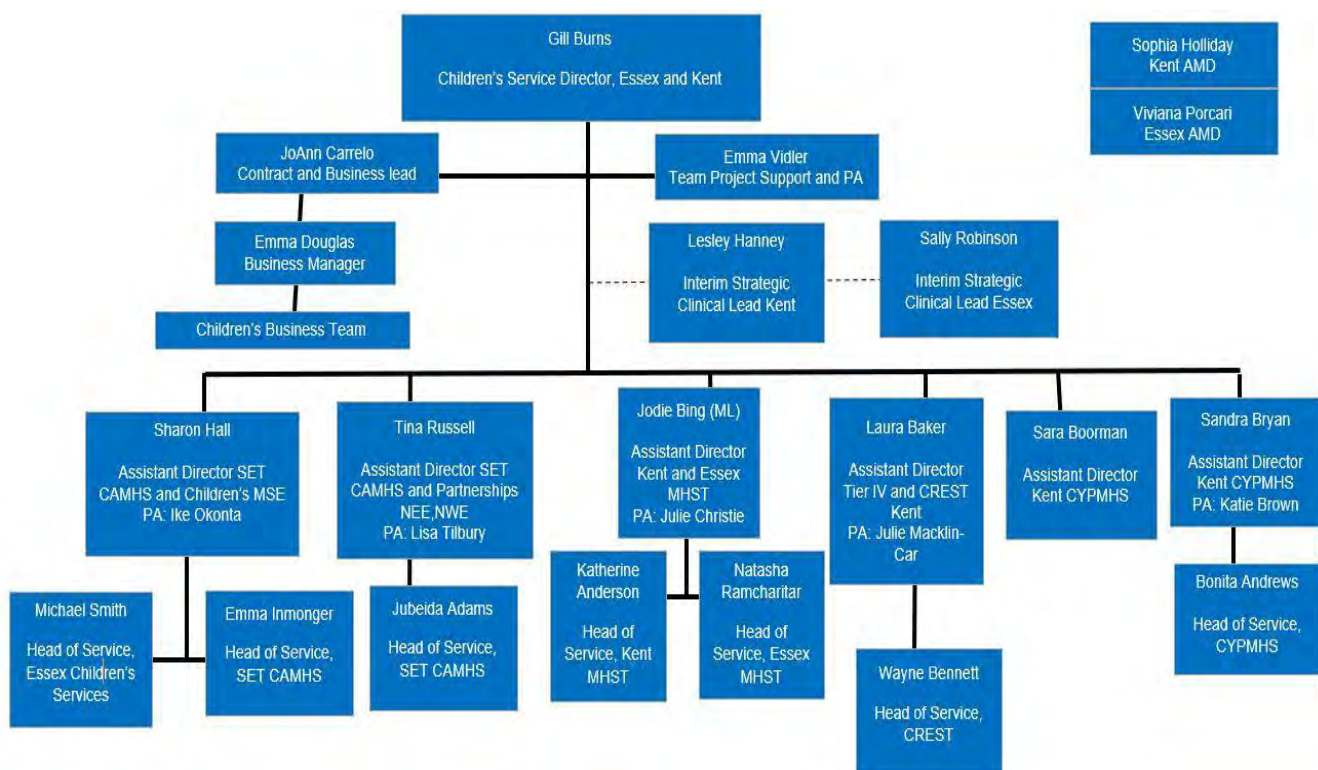 Gill Burns
Children's Service Director, Essex and Kent
Sophia Holliday
Kent AMD
Viviana Porcari
Essex AMD
JoAnn Carrelo
Contract and Business lead
Emma Vidler
Team Project Support and PA
Emma Douglas
Business Manager
Children's Business Team
Lesley Hanney
Interim Strategic
Clinical Lead Kent
Sally Robinson
Interim Strategic
Clinical Lead Essex
Sharon Hall
Assistant Director SET
CAMHS and Children's MSE
PA: Ike Okonta
Tina Russell
Assistant Director SET
CAMHS and Partnerships
NEE,NWE
PA: Lisa Tilbury
Jodie Bing (ML)
Assistant Director
Kent and Essex
MHST
PA: Julie Christie
Laura Baker
Assistant Director
Tier IV and CREST
Kent
PA: Julie Macklin-
Car
Sara Boorman
Assistant Director
Kent CYPMHS
Sandra Bryan
Assistant Director
Kent CYPMHS
PA: Katie Brown
Michael Smith
Head of Service,
Essex Children's
Services
Emma Inmonger
Head of Service,
SET CAMHS
Jubeida Adams
Head of Service,
SET CAMHS
Katherine
Anderson
Head of
Service, Kent
MHST
Natasha
Ramcharitar
Head of
Service, Essex
MHST
Wayne Bennett
Head of Service,
CREST
Bonita Andrews
Head of Service,
CYPMHS